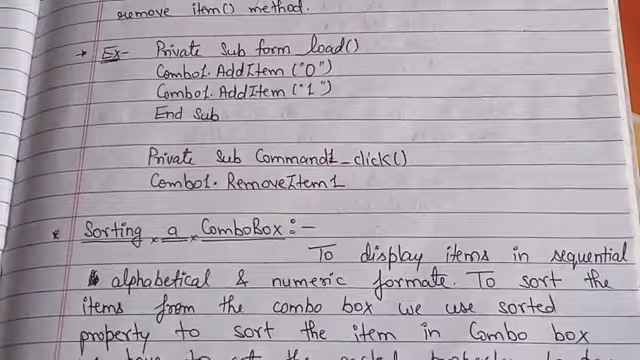 remove item() method.
→ Ex- Private Sub form load()
Combo1.AddItem ("0")
Combo1.AddItem ("1")
End Sub
Private Sub Command1_click()
Combo1.RemoveItem1
* Sorting a ComboBox :-
To display items in sequential
alphabetical & numeric formate. To sort the
items from the combo box we use sorted
property to sort the item in Combo box